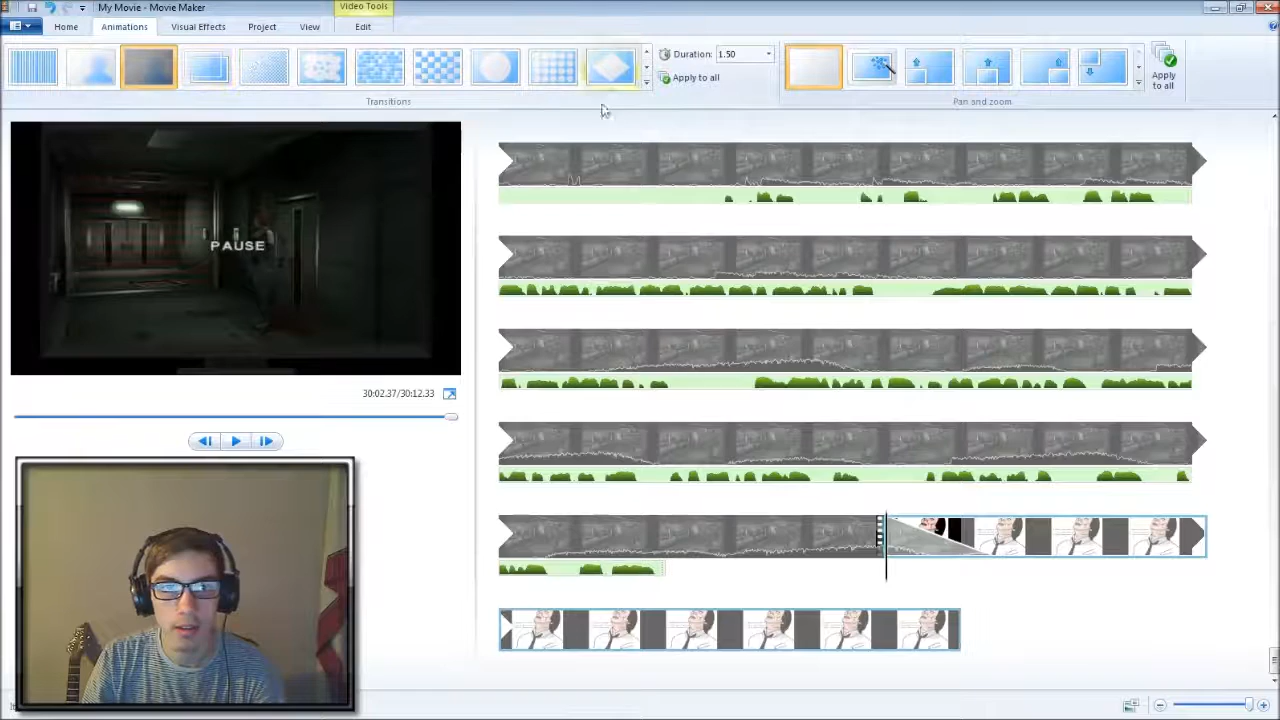 My Movie - Movie Maker
Video Tools
Home
Animations
Visual Effects
Project
View
Edit
Duration: 1.50
Apply to all
Transitions
Apply
to all
Pan and zoom
PAUSE
30:02.37/30:12.33